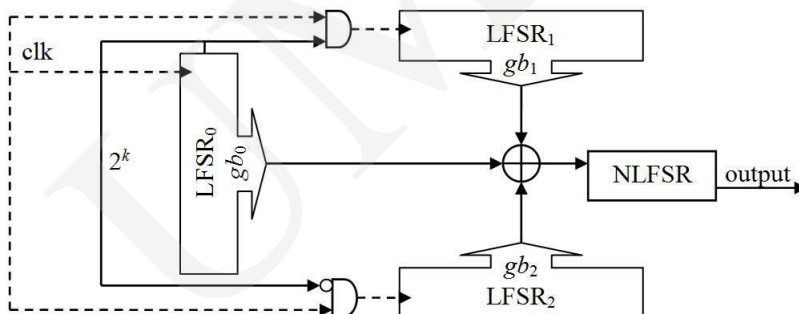 LFSR₁
gb₁
clk
LFSR₀
gb₀
2ᵏ
NLFSR
output
gb₂
LFSR₂